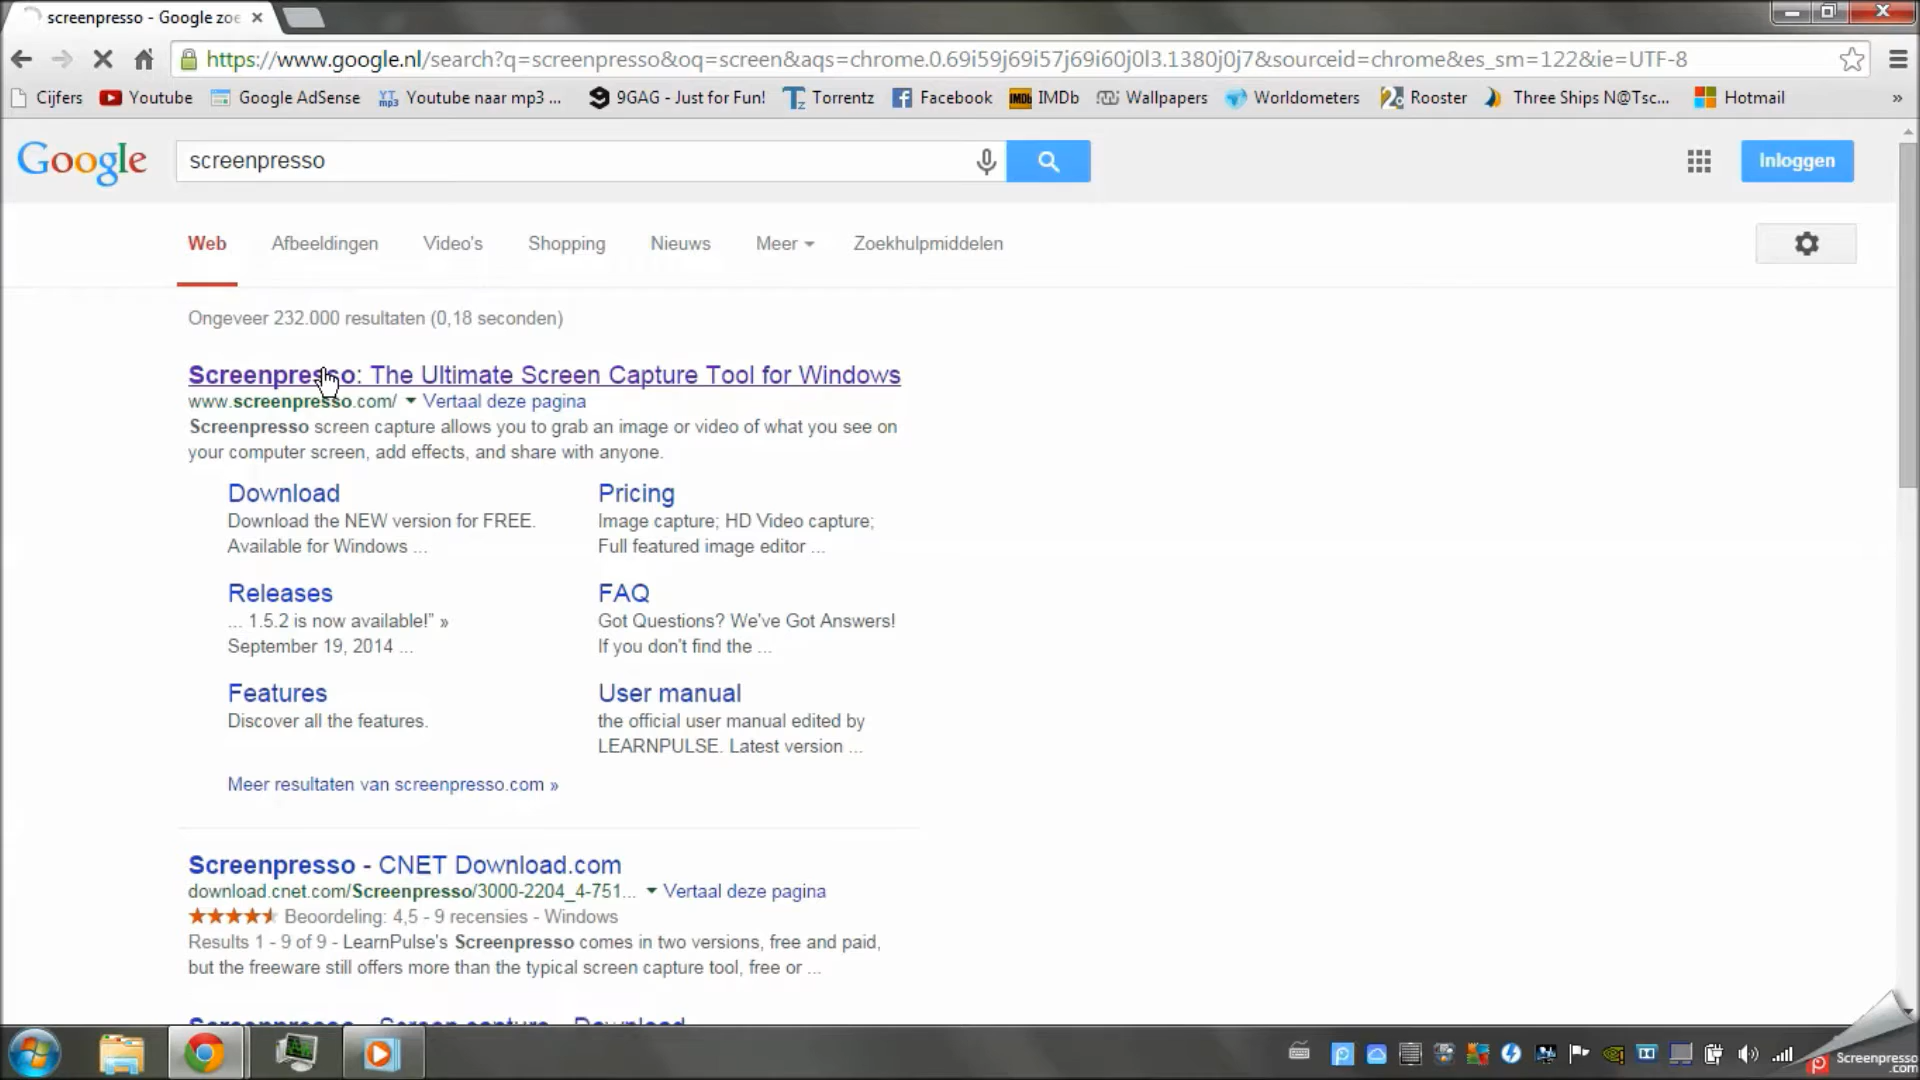 screenpresso - Google zoe
https://www.google.nl/search?q=screenpresso&oq=screen&aqs=chrome.0.69i59j69i57j69i60j0l3.1380j0j7&sourceid=chrome&es_sm=122&ie=UTF-8
Cijfers Youtube Google AdSense Youtube naar mp3 ... 9GAG - Just for Fun! Torrentz Facebook IMDb Wallpapers Worldometers Rooster Three Ships N@Tsc... Hotmail »
Google screenpresso Inloggen
Web Afbeeldingen Video's Shopping Nieuws Meer Zoekhulpmiddelen
Ongeveer 232.000 resultaten (0,18 seconden)
Screenpresso: The Ultimate Screen Capture Tool for Windows
www.screenpresso.com/ Vertaal deze pagina
Screenpresso screen capture allows you to grab an image or video of what you see on
your computer screen, add effects, and share with anyone.
Download
Download the NEW version for FREE.
Available for Windows ...
Pricing
Image capture; HD Video capture;
Full featured image editor ...
Releases
... 1.5.2 is now available!” »
September 19, 2014 ...
FAQ
Got Questions? We've Got Answers!
If you don't find the ...
Features
Discover all the features.
User manual
the official user manual edited by
LEARNPULSE. Latest version ...
Meer resultaten van screenpresso.com »
Screenpresso - CNET Download.com
download.cnet.com/Screenpresso/3000-2204_4-751... Vertaal deze pagina
Beoordeling: 4,5 - 9 recensies - Windows
Results 1 - 9 of 9 - LearnPulse's Screenpresso comes in two versions, free and paid,
but the freeware still offers more than the typical screen capture tool, free or ...
Screenpresso - Screen capture - Download
Screenpresso
.com